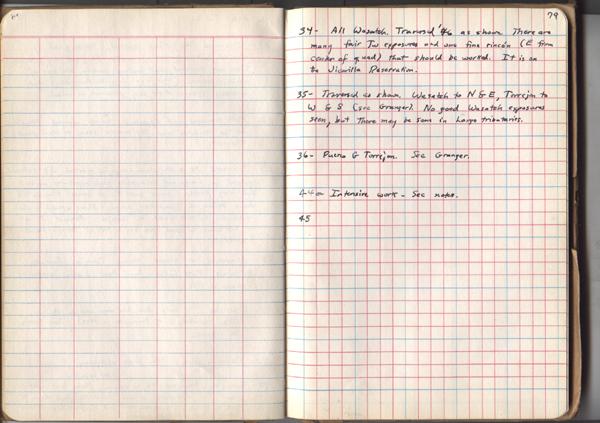 79
34- All Wasatch. Traversed '46 as shown. There are
many fair Tw exposures and one fine rincón (E from
center of quad) that should be worked. It is on
the Jicarilla Reservation.
35- Traversed as shown. Wasatch to N & E, Torrejon to
W & S (see Granger). No good Wasatch exposures
seen, but there may be some in Largo tributaries.
36- Puerco & Torrejon. See Granger.
44- Intensive work - See notes.
45